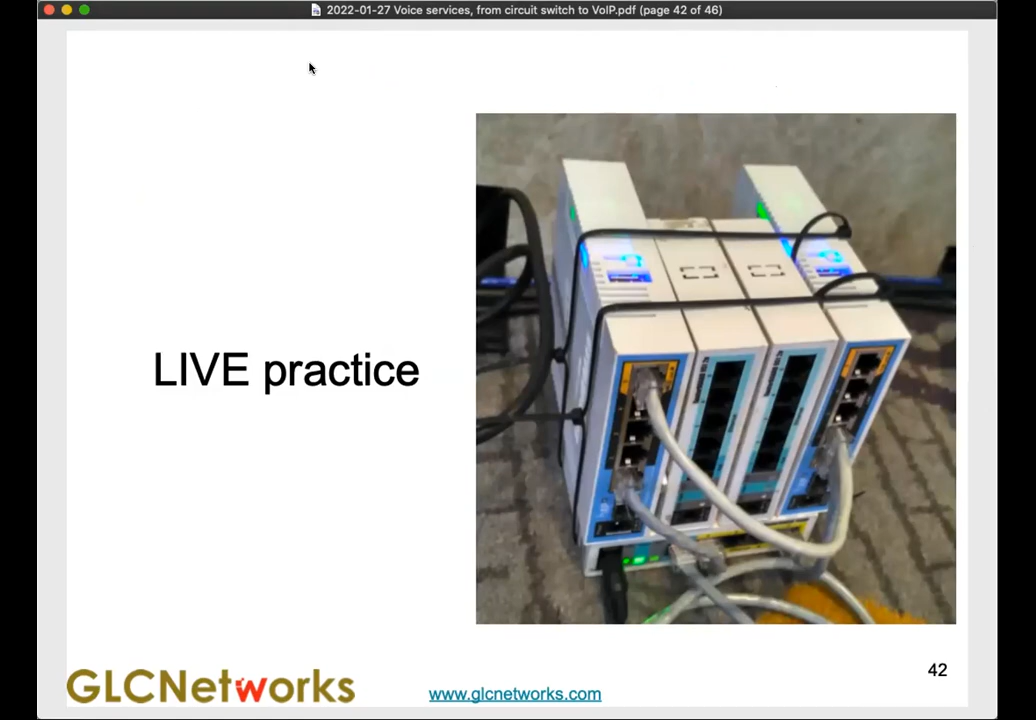 2022-01-27 Voice services, from circuit switch to VoIP.pdf (page 42 of 46)
LIVE practice
42
GLCNetworks
www.glcnetworks.com